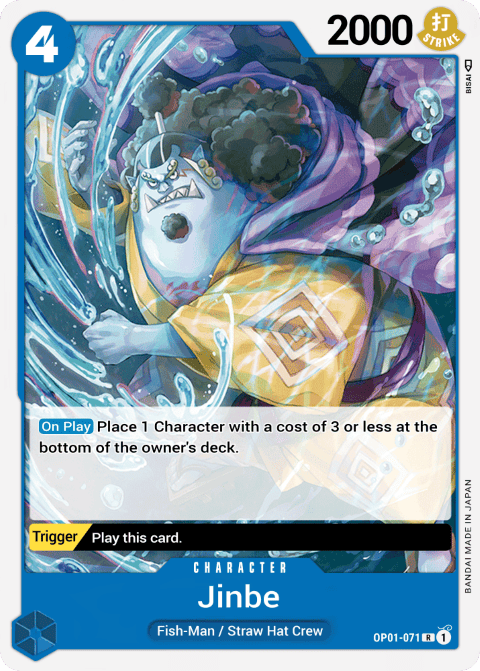 4
2000
打
STRIKE
BISAI
On Play Place 1 Character with a cost of 3 or less at the
bottom of the owner's deck.
Trigger Play this card.
CHARACTER
Jinbe
Fish-Man / Straw Hat Crew
OP01-071 R 1
BANDAI MADE IN JAPAN